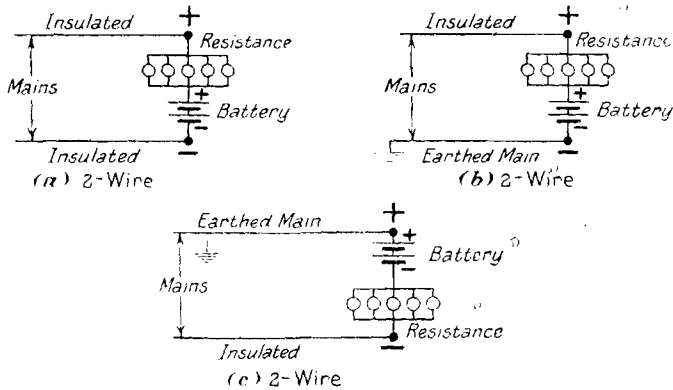 Insulated
+
Resistance
Mains
+
Battery
−
Insulated
−
(a) 2-Wire
Insulated
+
Resistance
Mains
+
Battery
−
Earthed Main
−
(b) 2-Wire
Earthed Main
+
+
Battery
−
Mains
Resistance
Insulated
−
(c) 2-Wire